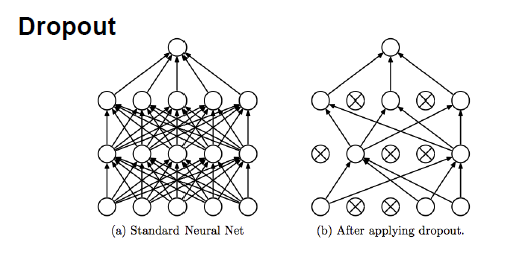 Dropout
(a) Standard Neural Net
(b) After applying dropout.